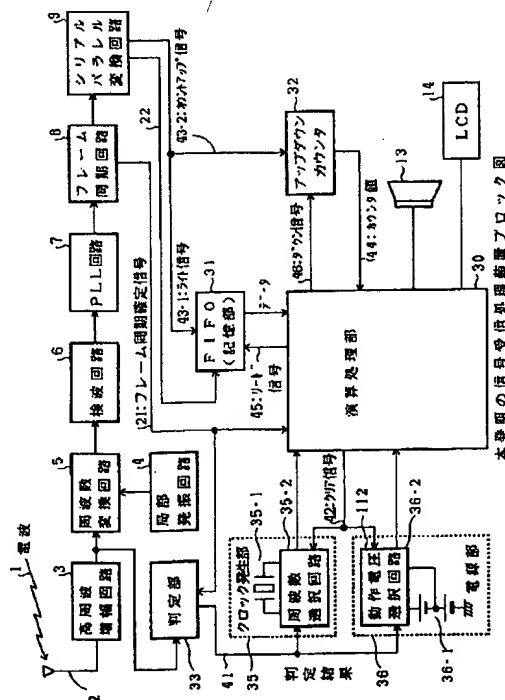 1 電波
2
3
高周波
増幅回路
5
周波数
変換回路
4
局部
発振回路
6
検波回路
7
PLL回路
8
フレーム
同期回路
9
シリアル
パラレル
変換回路
22
43-2:カウントアップ信号
43-1:ライト信号
21:フレーム同期確定信号
31
FIFO
(記憶部)
データ
45:リード
信号
32
アップダウン
カウンタ
46:ダウン信号
44:カウンタ値
13
14
LCD
30
演算処理部
33
判定部
41
判定結果
35
クロック発生部
35-1
35-2
周波数
選択回路
42:クリア信号
36
112
動作電圧
選択回路
36-2
36-1
電源部
本発明の信号受信処理装置ブロック図